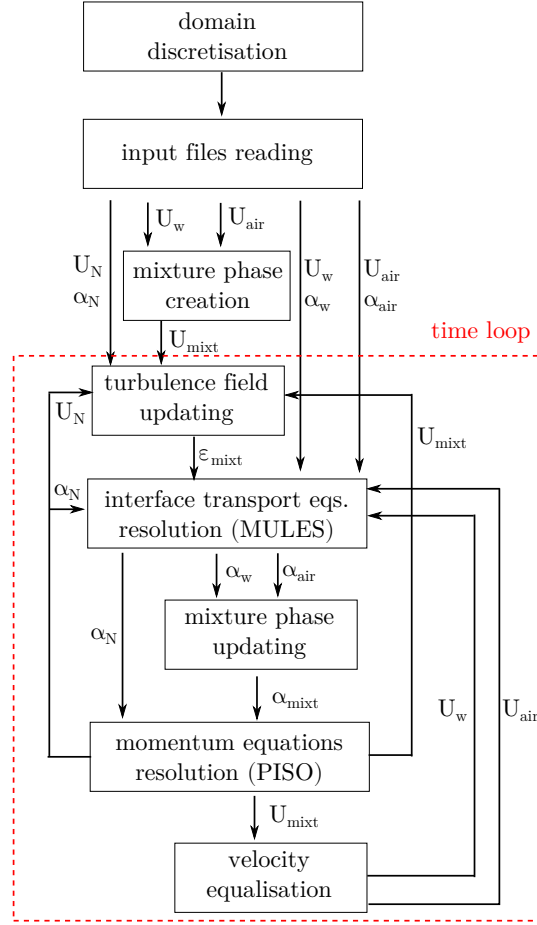 domain
discretisation
input files reading
U_w
U_air
U_N
α_N
mixture phase
creation
U_w
α_w
U_air
α_air
U_mixt
time loop
turbulence field
updating
U_N
U_mixt
ε_mixt
α_N
interface transport eqs.
resolution (MULES)
α_w
α_air
α_N
mixture phase
updating
α_mixt
U_w
U_air
momentum equations
resolution (PISO)
U_mixt
velocity
equalisation